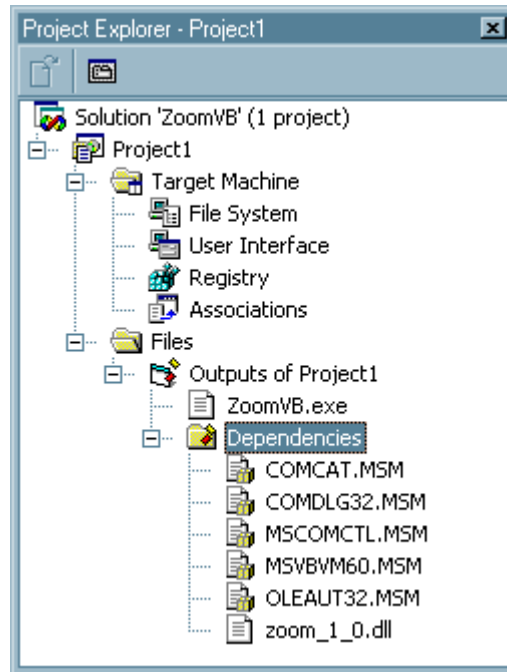 Project Explorer - Project1
Solution 'ZoomVB' (1 project)
Project1
Target Machine
File System
User Interface
Registry
Associations
Files
Outputs of Project1
ZoomVB.exe
Dependencies
COMCAT.MSM
COMDLG32.MSM
MSCOMCTL.MSM
MSVBVM60.MSM
OLEAUT32.MSM
zoom_1_0.dll